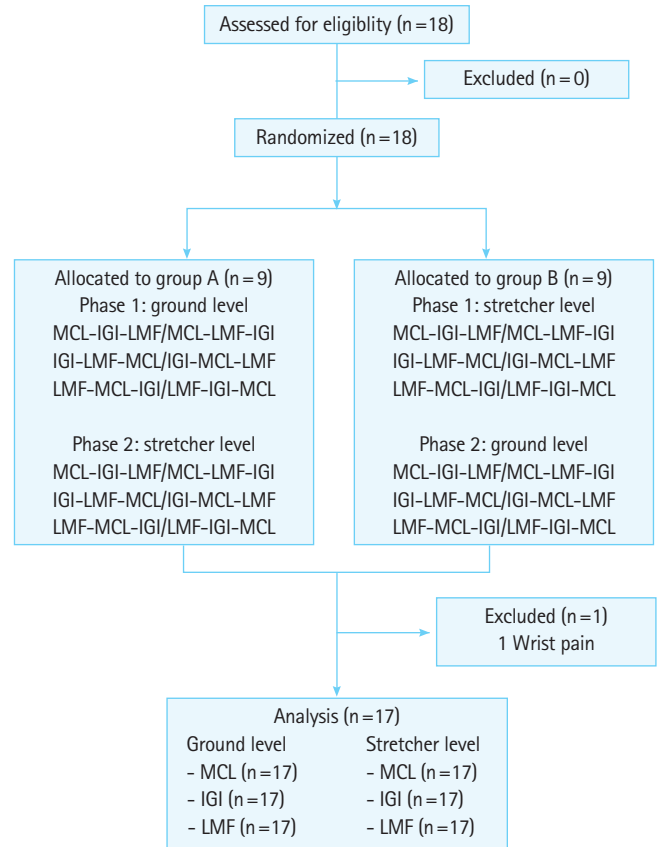 Assessed for eligiblity (n=18)
Excluded (n=0)
Randomized (n=18)
Allocated to group A (n=9)
Phase 1: ground level
MCL-IGI-LMF/MCL-LMF-IGI
IGI-LMF-MCL/IGI-MCL-LMF
LMF-MCL-IGI/LMF-IGI-MCL
Phase 2: stretcher level
MCL-IGI-LMF/MCL-LMF-IGI
IGI-LMF-MCL/IGI-MCL-LMF
LMF-MCL-IGI/LMF-IGI-MCL
Allocated to group B (n=9)
Phase 1: stretcher level
MCL-IGI-LMF/MCL-LMF-IGI
IGI-LMF-MCL/IGI-MCL-LMF
LMF-MCL-IGI/LMF-IGI-MCL
Phase 2: ground level
MCL-IGI-LMF/MCL-LMF-IGI
IGI-LMF-MCL/IGI-MCL-LMF
LMF-MCL-IGI/LMF-IGI-MCL
Excluded (n=1)
1 Wrist pain
Analysis (n=17)
Ground level
- MCL (n=17)
- IGI (n=17)
- LMF (n=17)
Stretcher level
- MCL (n=17)
- IGI (n=17)
- LMF (n=17)